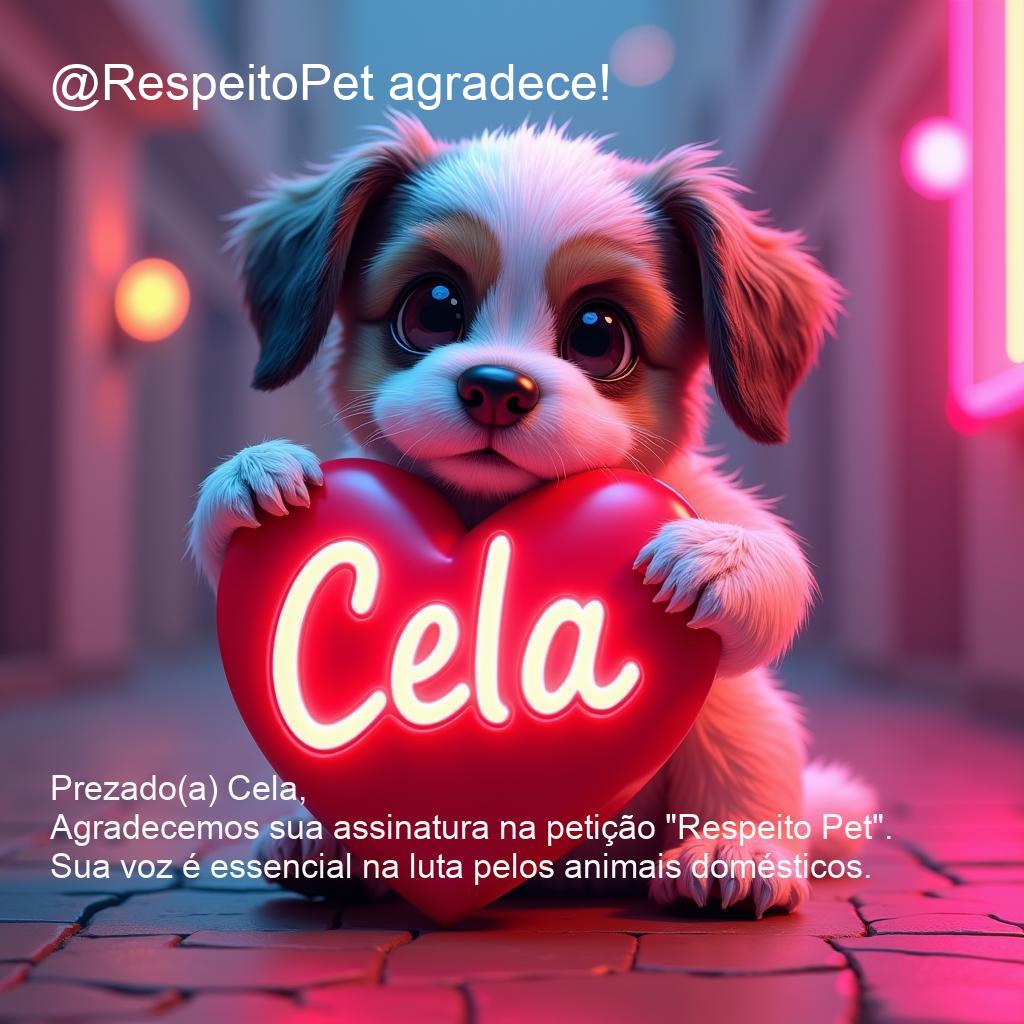 @RespeitoPet agradece!
Cela
Prezado(a) Cela,
Agradecemos sua assinatura na petição "Respeito Pet".
Sua voz é essencial na luta pelos animais domésticos.